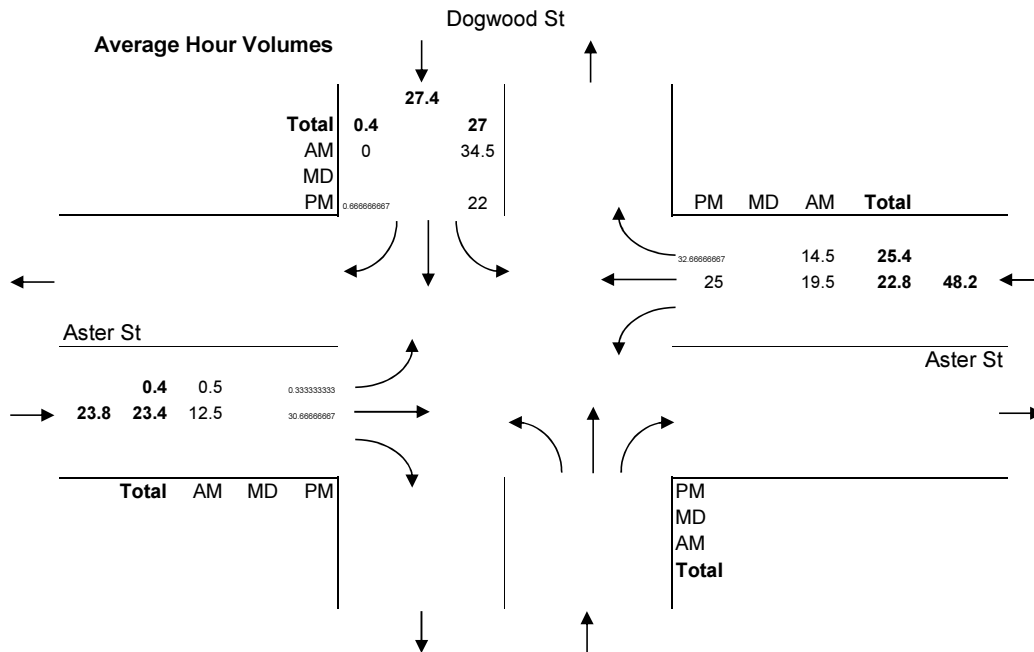 Dogwood St
Average Hour Volumes
27.4
Total 0.4 27
AM 0 34.5
MD
PM 0.666666667 22
PM MD AM Total
32.66666667 14.5 25.4
25 19.5 22.8 48.2
Aster St
Aster St
0.4 0.5 0.333333333
23.8 23.4 12.5 30.66666667
Total AM MD PM
PM
MD
AM
Total